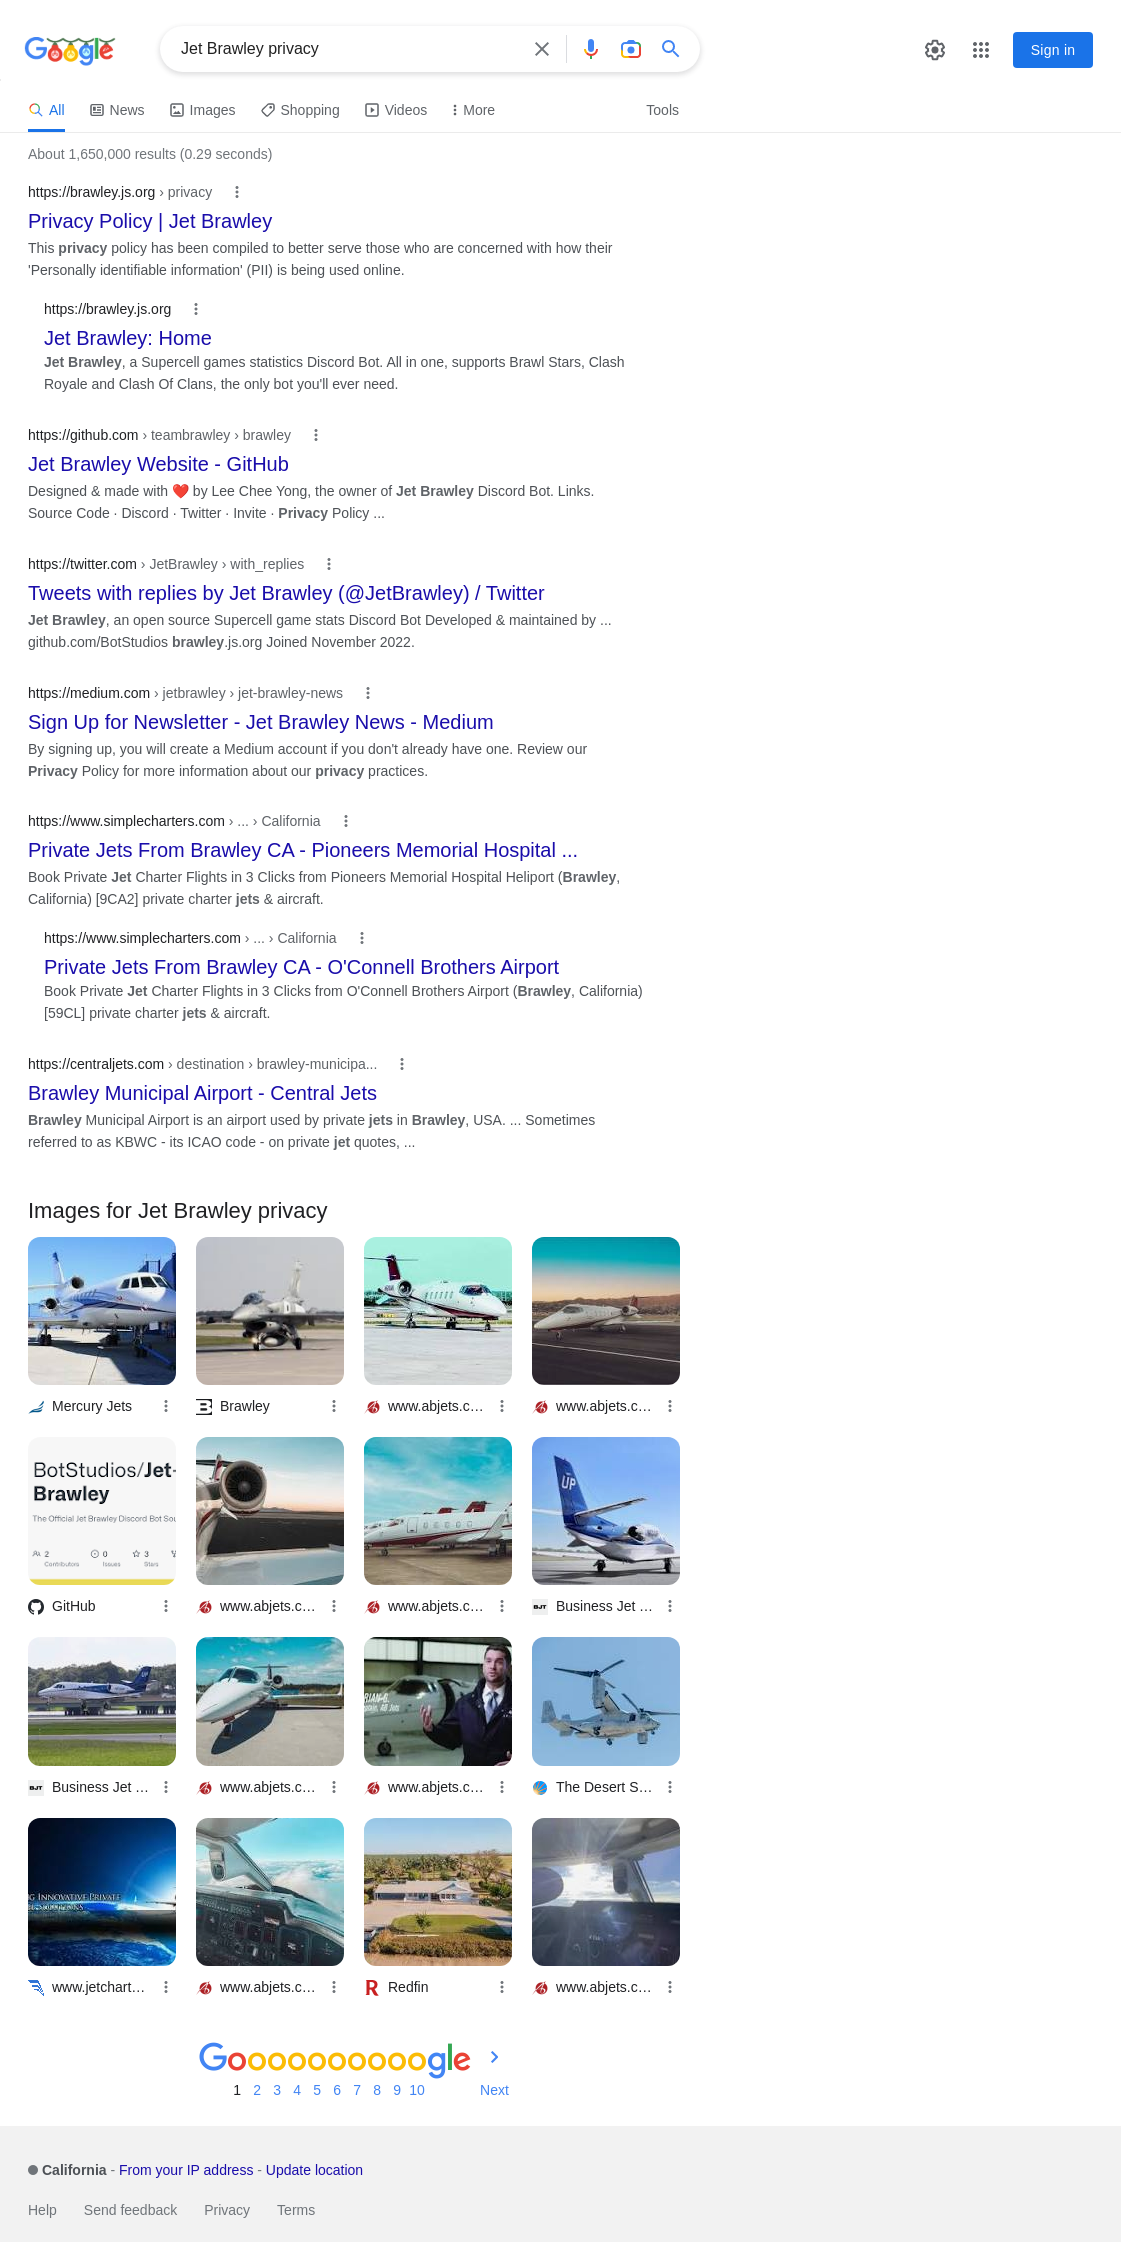 Google
Jet Brawley privacy
Sign in
All
News
Images
Shopping
Videos
More
Tools
About 1,650,000 results (0.29 seconds)
https://brawley.js.org › privacy
Privacy Policy | Jet Brawley
This privacy policy has been compiled to better serve those who are concerned with how their
'Personally identifiable information' (PII) is being used online.
https://brawley.js.org
Jet Brawley: Home
Jet Brawley, a Supercell games statistics Discord Bot. All in one, supports Brawl Stars, Clash
Royale and Clash Of Clans, the only bot you'll ever need.
https://github.com › teambrawley › brawley
Jet Brawley Website - GitHub
Designed & made with ❤️ by Lee Chee Yong, the owner of Jet Brawley Discord Bot. Links.
Source Code · Discord · Twitter · Invite · Privacy Policy ...
https://twitter.com › JetBrawley › with_replies
Tweets with replies by Jet Brawley (@JetBrawley) / Twitter
Jet Brawley, an open source Supercell game stats Discord Bot Developed & maintained by ...
github.com/BotStudios brawley.js.org Joined November 2022.
https://medium.com › jetbrawley › jet-brawley-news
Sign Up for Newsletter - Jet Brawley News - Medium
By signing up, you will create a Medium account if you don't already have one. Review our
Privacy Policy for more information about our privacy practices.
https://www.simplecharters.com › ... › California
Private Jets From Brawley CA - Pioneers Memorial Hospital ...
Book Private Jet Charter Flights in 3 Clicks from Pioneers Memorial Hospital Heliport (Brawley,
California) [9CA2] private charter jets & aircraft.
https://www.simplecharters.com › ... › California
Private Jets From Brawley CA - O'Connell Brothers Airport
Book Private Jet Charter Flights in 3 Clicks from O'Connell Brothers Airport (Brawley, California)
[59CL] private charter jets & aircraft.
https://centraljets.com › destination › brawley-municipa...
Brawley Municipal Airport - Central Jets
Brawley Municipal Airport is an airport used by private jets in Brawley, USA. ... Sometimes
referred to as KBWC - its ICAO code - on private jet quotes, ...
Images for Jet Brawley privacy
Mercury Jets
Brawley
www.abjets.c...
www.abjets.c...
BotStudios/Jet-
Brawley
The Official Jet Brawley Discord Bot Sou
2 0 3
Contributors Issues Stars
UP
GitHub
www.abjets.c...
www.abjets.c...
BJT
Business Jet ...
UP
AB Jets
BJT
Business Jet ...
www.abjets.c...
www.abjets.c...
The Desert S...
G Innovative Private
www.jetchart...
www.abjets.c...
R
Redfin
www.abjets.c...
Goooooooooogle
1 2 3 4 5 6 7 8 9 10 Next
California - From your IP address - Update location
Help Send feedback Privacy Terms